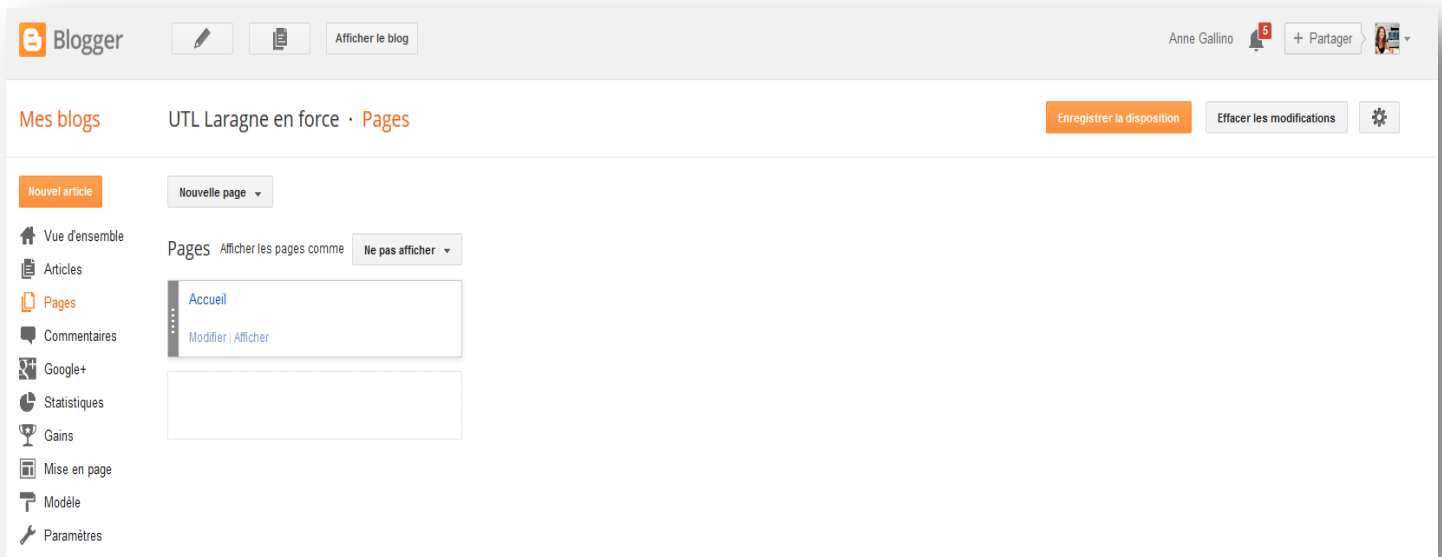 Blogger
Afficher le blog
Anne Gallino
5
+ Partager
Mes blogs
UTL Laragne en force · Pages
Enregistrer la disposition
Effacer les modifications
Nouvel article
Nouvelle page
Vue d'ensemble
Pages Afficher les pages comme Ne pas afficher
Articles
Accueil
Pages
Modifier | Afficher
Commentaires
Google+
Statistiques
Gains
Mise en page
Modèle
Paramètres